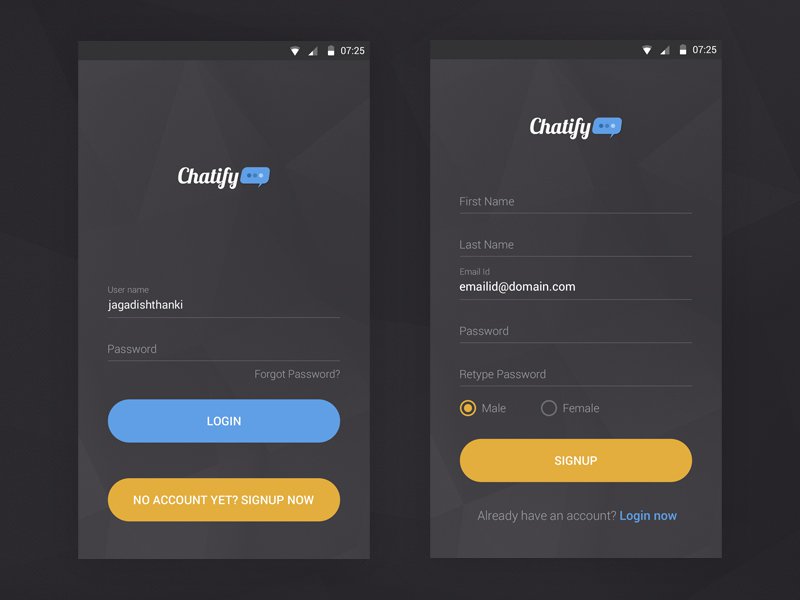 07:25
Chatify
User name
jagadishthanki
Password
Forgot Password?
LOGIN
NO ACCOUNT YET? SIGNUP NOW
07:25
Chatify
First Name
Last Name
Email Id
emailid@domain.com
Password
Retype Password
Male Female
SIGNUP
Already have an account? Login now